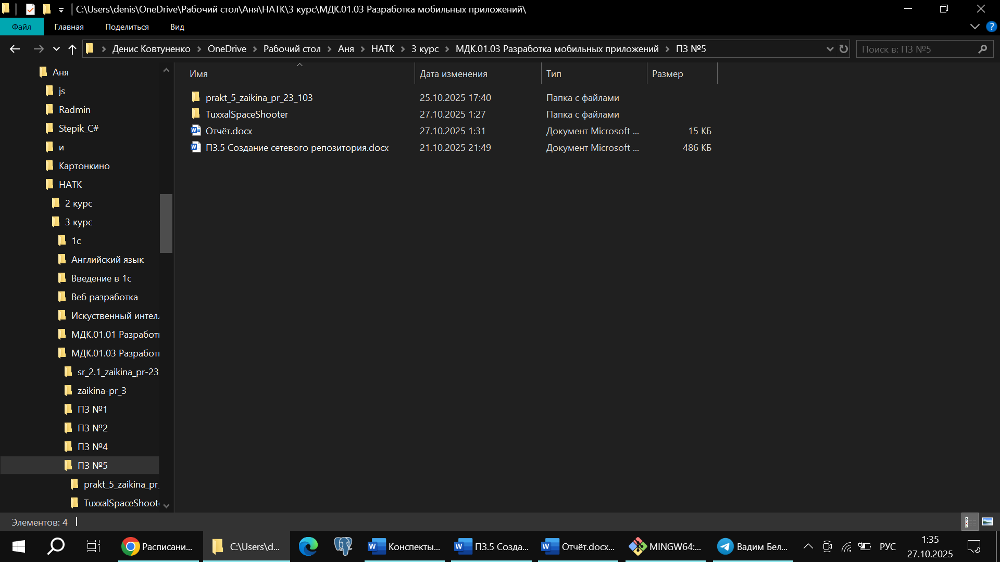 C:\Users\denis\OneDrive\Рабочий стол\Аня\НАТК\3 курс\МДК.01.03 Разработка мобильных приложений\
Файл Главная Поделиться Вид ?
Денис Ковтуненко OneDrive Рабочий стол Аня НАТК 3 курс МДК.01.03 Разработка мобильных приложений ПЗ №5 Поиск в: ПЗ №5
Аня
js
Radmin
Stepik_C#
и
Картонкино
НАТК
2 курс
3 курс
1с
Английский язык
Введение в 1с
Веб разработка
Искуственный интелл
МДК.01.01 Разработк
МДК.01.03 Разработк
sr_2.1_zaikina_pr-23
zaikina-pr_3
ПЗ №1
ПЗ №2
ПЗ №4
ПЗ №5
prakt_5_zaikina_pr_
TuxxalSpaceShoote
Имя Дата изменения Тип Размер
prakt_5_zaikina_pr_23_103 25.10.2025 17:40 Папка с файлами
TuxxalSpaceShooter 27.10.2025 1:27 Папка с файлами
Отчёт.docx 27.10.2025 1:31 Документ Microsoft ... 15 КБ
ПЗ.5 Создание сетевого репозитория.docx 21.10.2025 21:49 Документ Microsoft ... 486 КБ
Элементов: 4
Расписани... C:\Users\d... Конспекты... ПЗ.5 Созда... Отчёт.docx... MINGW64:... Вадим Бел... РУС 1:35
27.10.2025